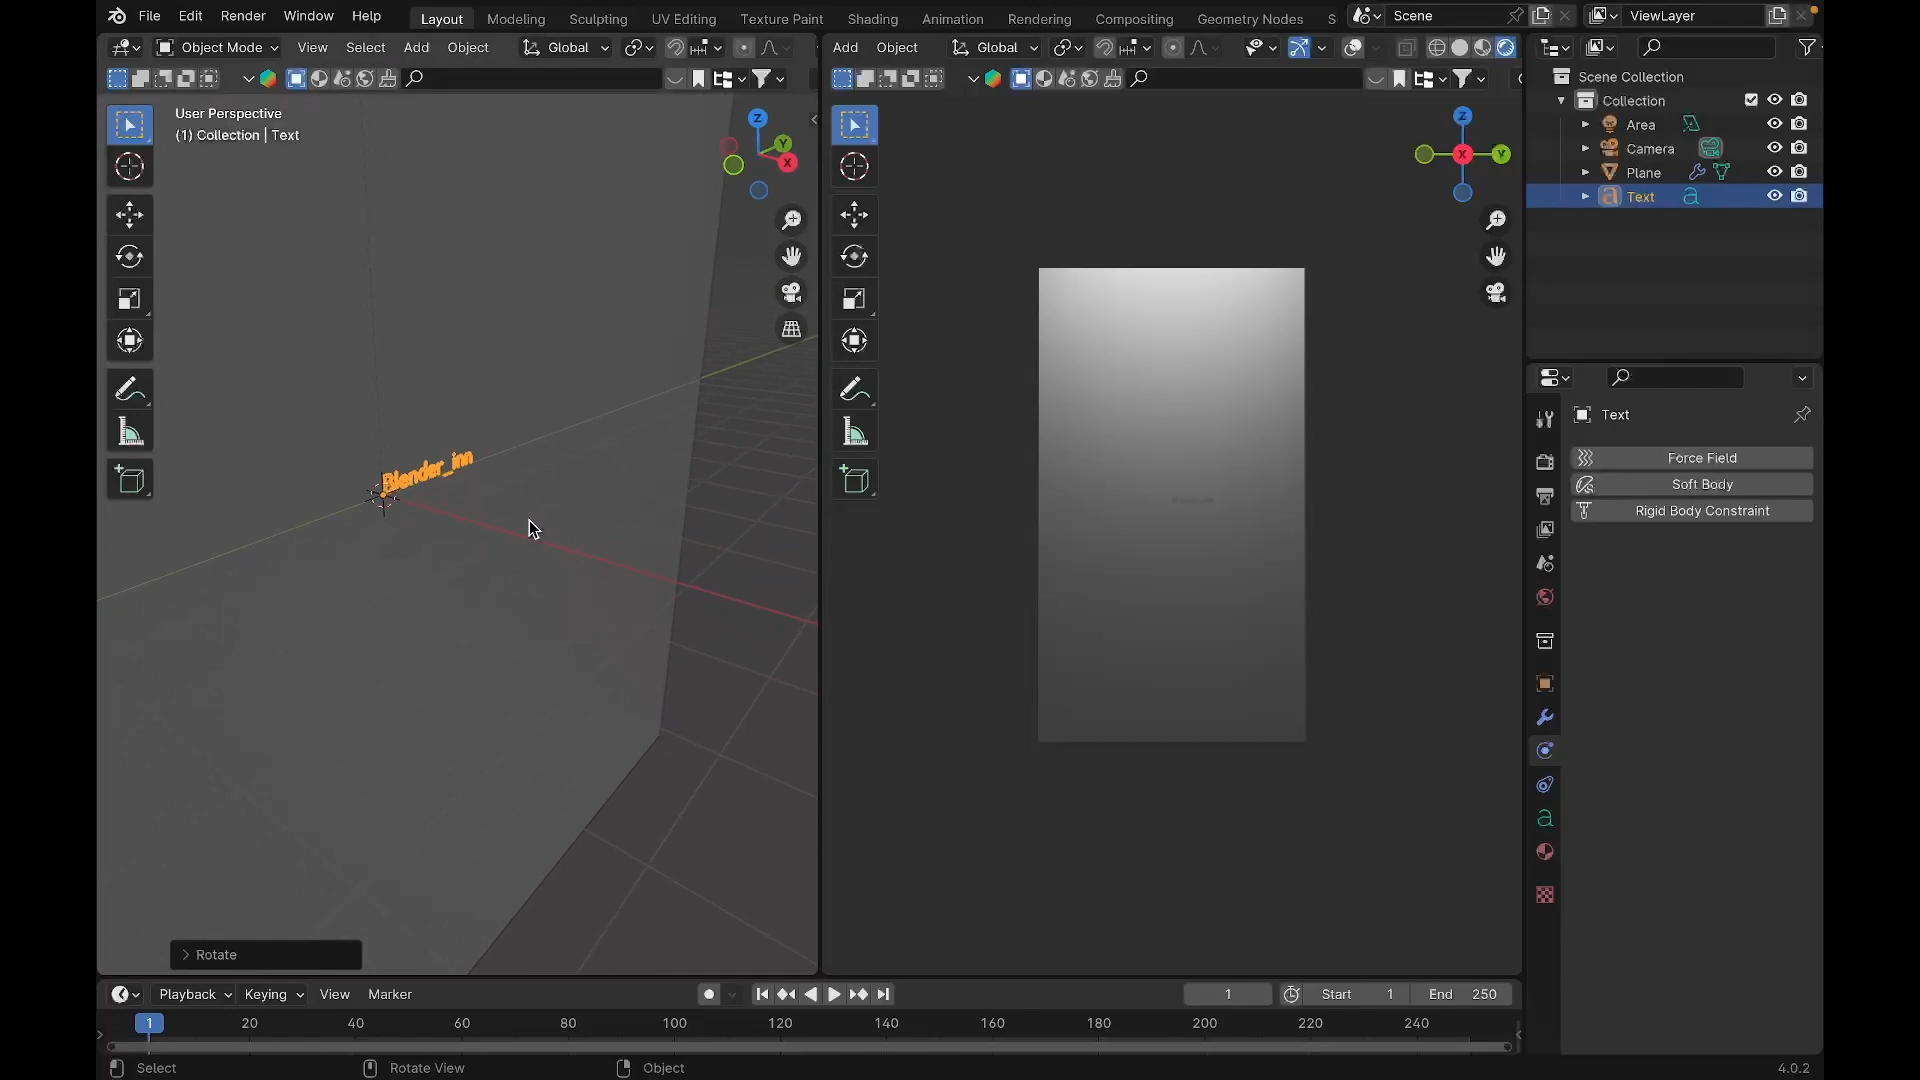 File Edit Render Window Help Layout Modeling Sculpting UV Editing Texture Paint Shading Animation Rendering Compositing Geometry Nodes S Scene ViewLayer
Object Mode View Select Add Object Global
Add Object Global
User Perspective
(1) Collection | Text
Z
Y
X
Blender_inn
Z
X
Y
Scene Collection
Collection
Area
Camera
Plane
Text
Text
Force Field
Soft Body
Rigid Body Constraint
Rotate
Playback Keying View Marker
1 Start 1 End 250
1 20 40 60 80 100 120 140 160 180 200 220 240
Select Rotate View Object 4.0.2